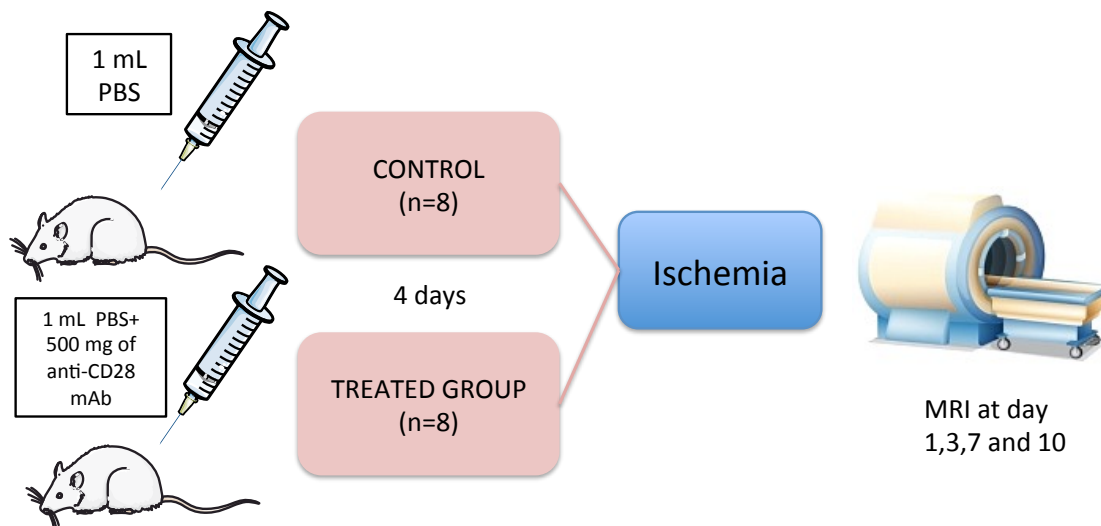 1 mL
PBS
CONTROL
(n=8)
4 days
Ischemia
1 mL  PBS+
500 mg of
anti-CD28
mAb
TREATED GROUP
(n=8)
MRI at day
1,3,7 and 10